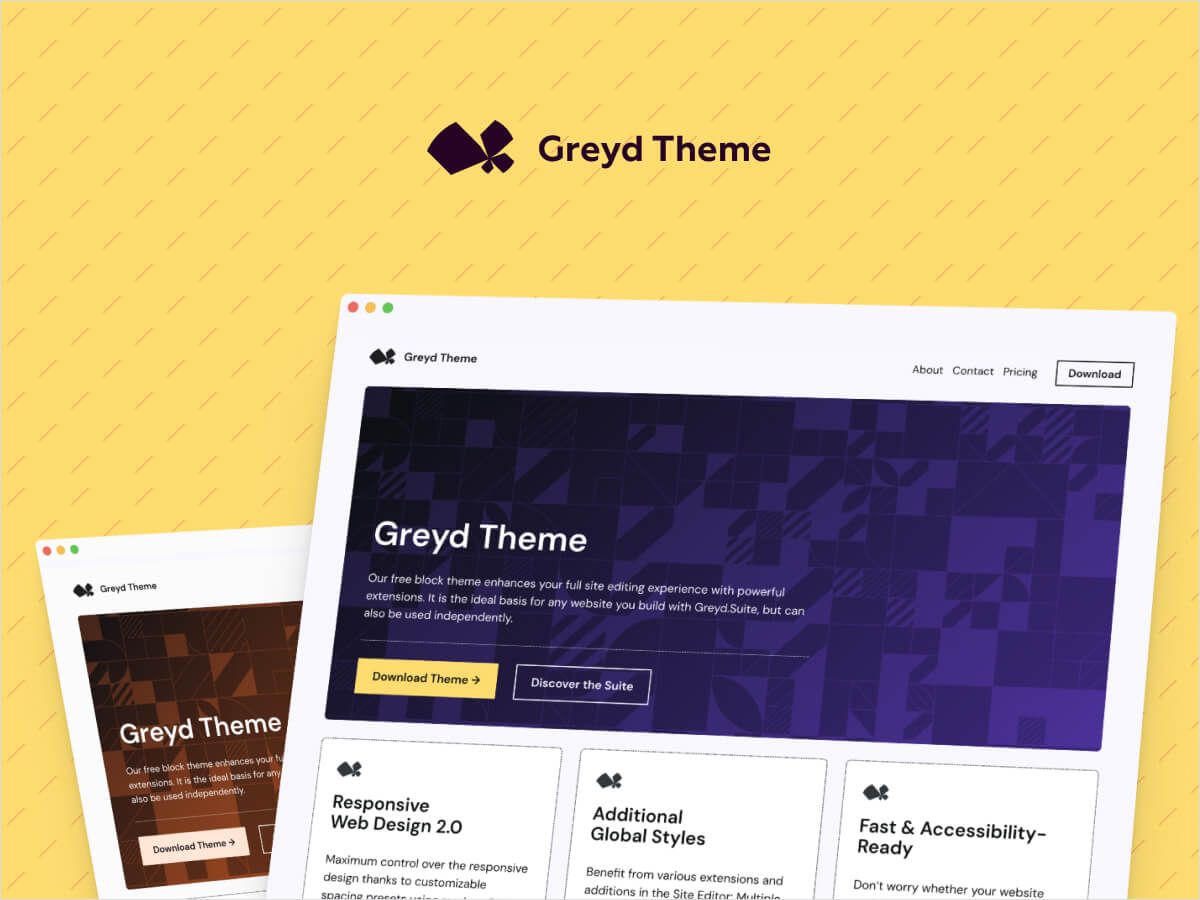 Greyd Theme
Greyd Theme
About Contact Pricing Download
Greyd Theme
Our free block theme enhances your full site editing experience with powerful
extensions. It is the ideal basis for any website you build with Greyd.Suite, but can
also be used independently.
Download Theme → Discover the Suite
Responsive
Web Design 2.0
Maximum control over the responsive
design thanks to customizable
spacing presets using
Additional
Global Styles
Benefit from various extensions and
additions in the Site Editor: Multiple
Fast & Accessibility-
Ready
Don't worry whether your website
Greyd Theme
Greyd Theme
Our free block theme enhances your
extensions. It is the ideal basis for any
also be used independently.
Download Theme →